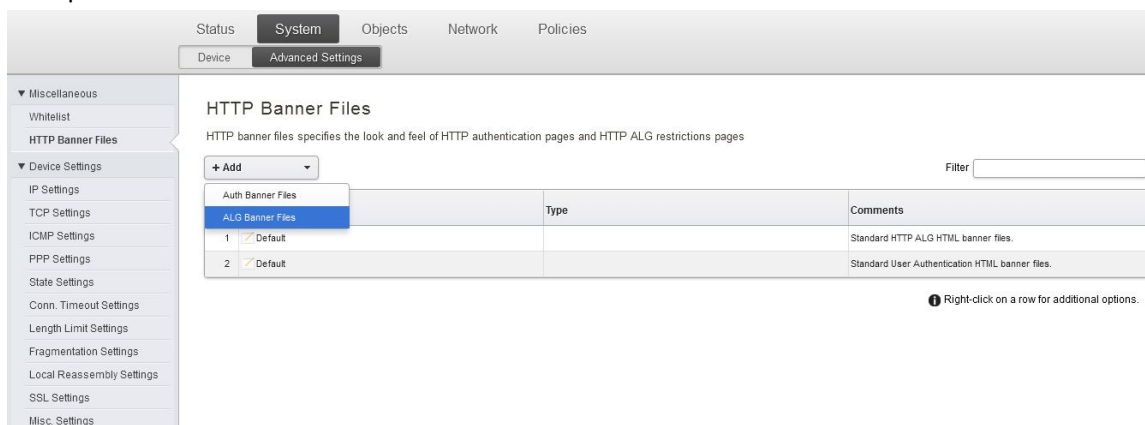 Status System Objects Network Policies
Device Advanced Settings
Miscellaneous
Whitelist
HTTP Banner Files
Device Settings
IP Settings
TCP Settings
ICMP Settings
PPP Settings
State Settings
Conn. Timeout Settings
Length Limit Settings
Fragmentation Settings
Local Reassembly Settings
SSL Settings
Misc. Settings
HTTP Banner Files
HTTP banner files specifies the look and feel of HTTP authentication pages and HTTP ALG restrictions pages
+ Add
Filter
Auth Banner Files
ALG Banner Files
Type Comments
1 Default Standard HTTP ALG HTML banner files.
2 Default Standard User Authentication HTML banner files.
Right-click on a row for additional options.